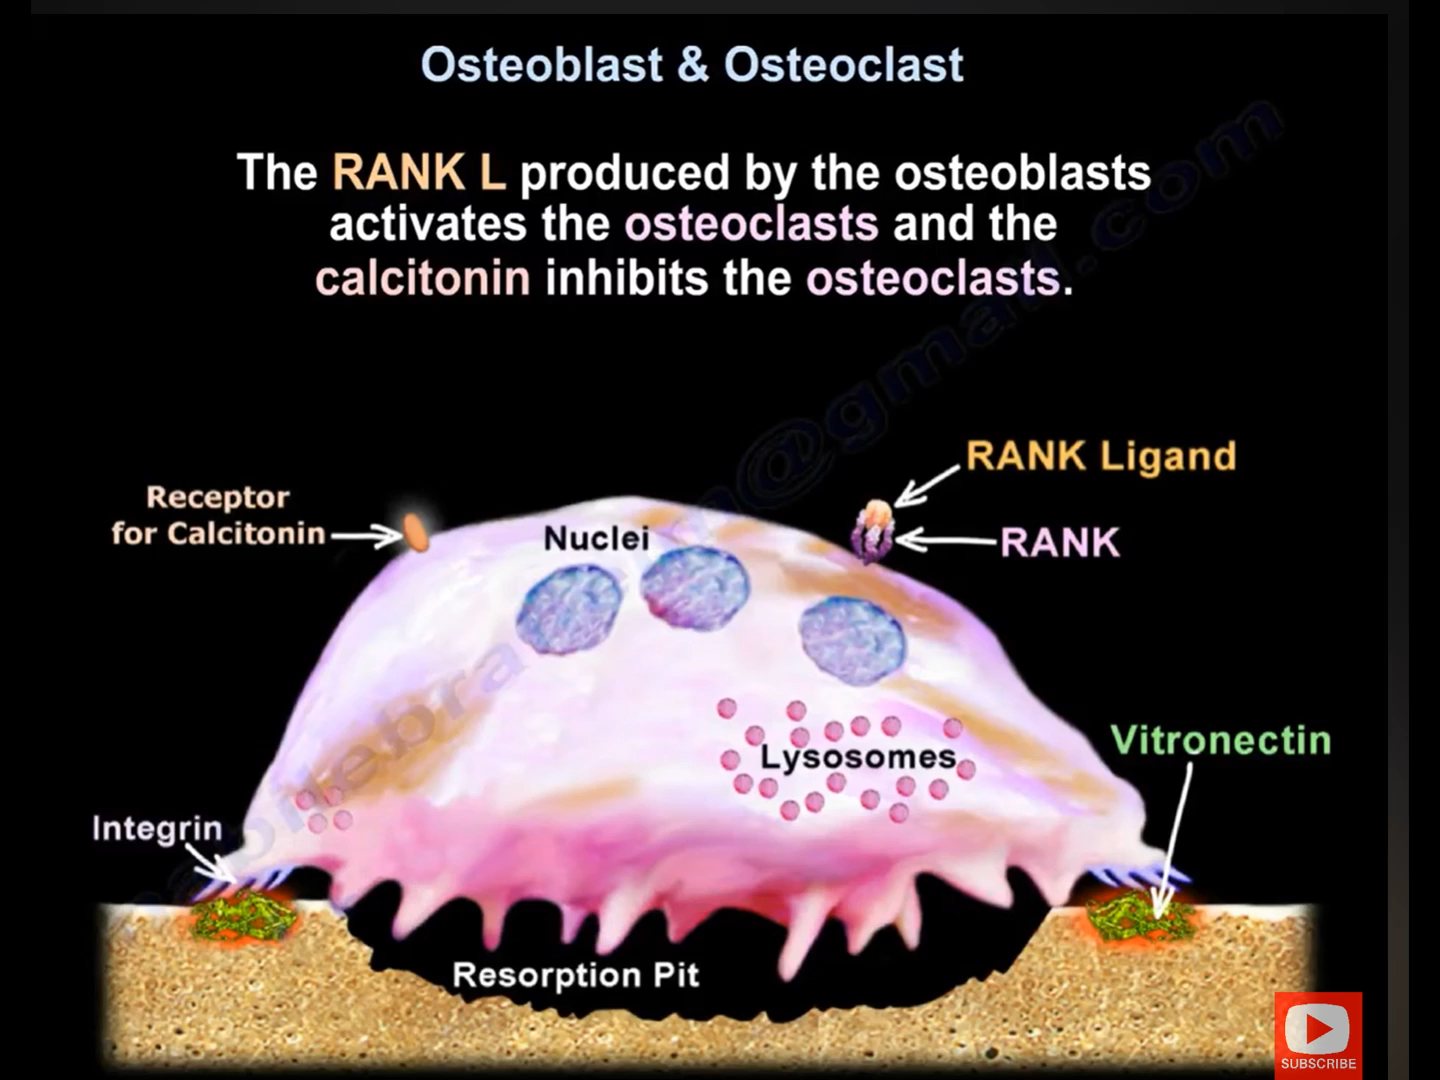 Osteoblast & Osteoclast
The RANK L produced by the osteoblasts
activates the osteoclasts and the
calcitonin inhibits the osteoclasts.
RANK Ligand
Receptor
for Calcitonin
Nuclei
RANK
Vitronectin
Lysosomes
Integrin
Resorption Pit
SUBSCRIBE